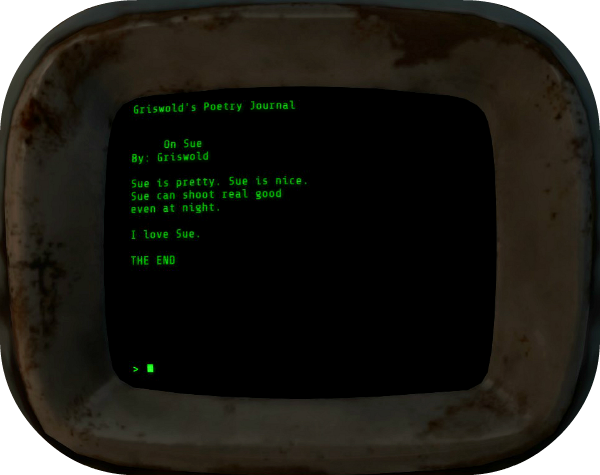 Griswold's Poetry Journal
On Sue
By: Griswold
Sue is pretty. Sue is nice.
Sue can shoot real good
even at night.
I love Sue.
THE END
>